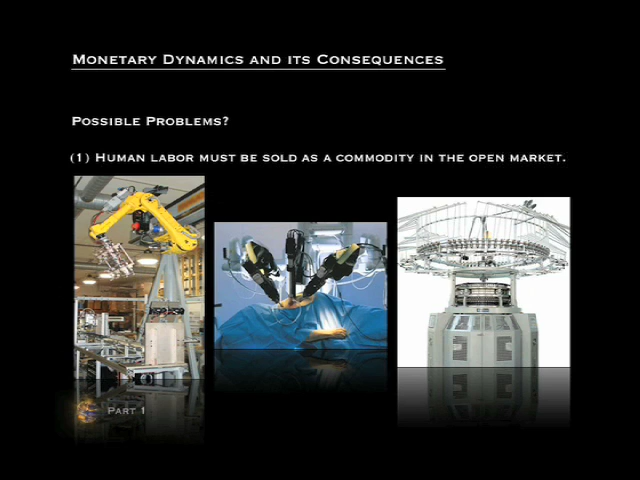 Monetary Dynamics and its Consequences
Possible Problems?
(1) Human labor must be sold as a commodity in the open market.
Part 1